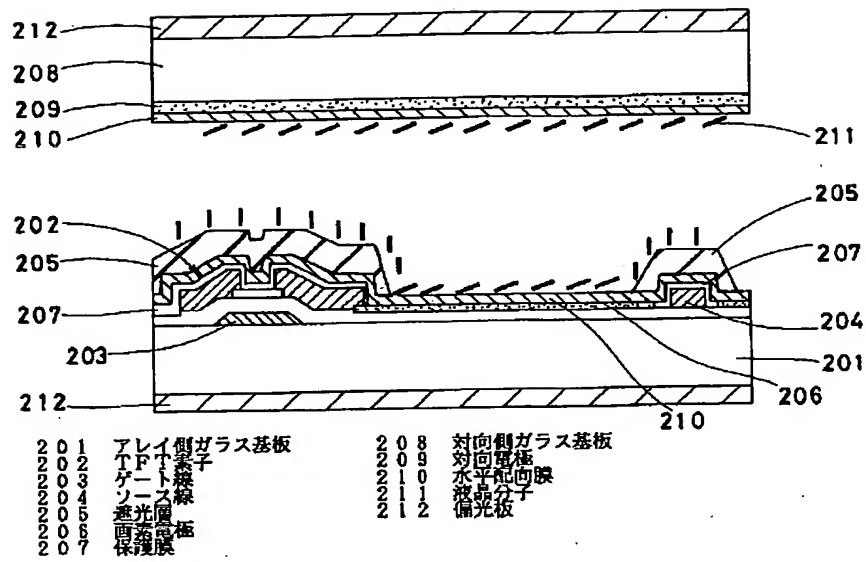 212
208
209
210
211
202
205
205
207
207
203
204
201
206
212
210
201 アレイ側ガラス基板
202 TFT素子
203 ゲート線
204 ソース線
205 遮光層
206 画素電極
207 保護膜
208 対向側ガラス基板
209 対向電極
210 水平配向膜
211 液晶分子
212 偏光板